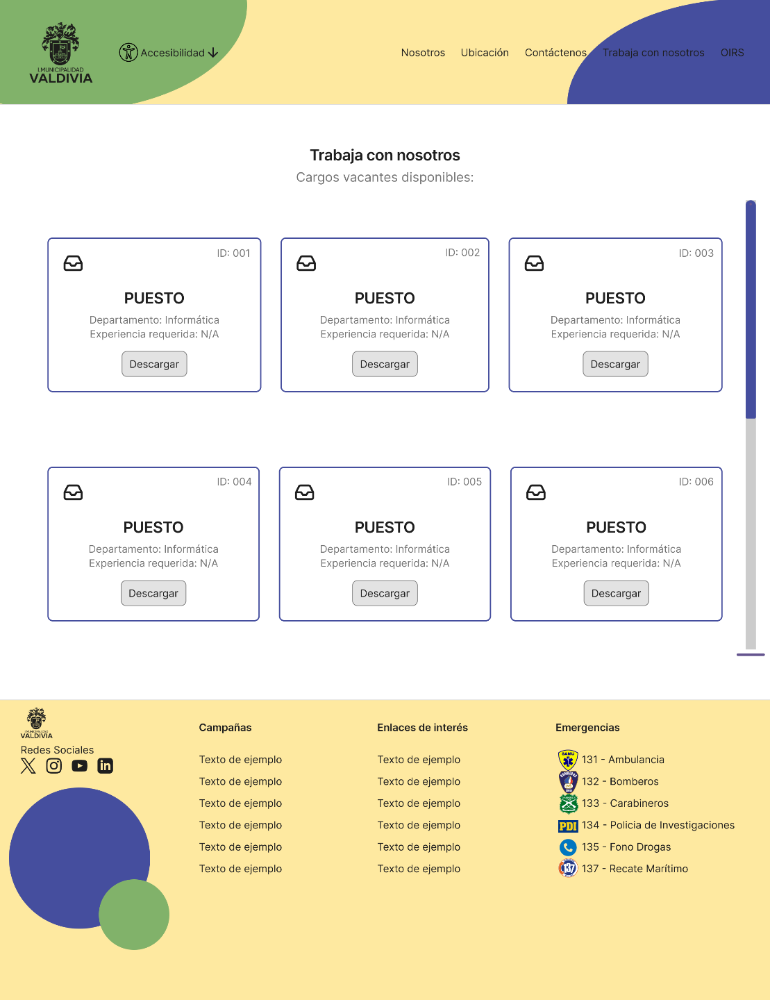 I.MUNICIPALIDAD
VALDIVIA
Accesibilidad
Nosotros
Ubicación
Contáctenos
Trabaja con nosotros
OIRS
Trabaja con nosotros
Cargos vacantes disponibles:
ID: 001
PUESTO
Departamento: Informática
Experiencia requerida: N/A
Descargar
ID: 002
PUESTO
Departamento: Informática
Experiencia requerida: N/A
Descargar
ID: 003
PUESTO
Departamento: Informática
Experiencia requerida: N/A
Descargar
ID: 004
PUESTO
Departamento: Informática
Experiencia requerida: N/A
Descargar
ID: 005
PUESTO
Departamento: Informática
Experiencia requerida: N/A
Descargar
ID: 006
PUESTO
Departamento: Informática
Experiencia requerida: N/A
Descargar
I.MUNICIPALIDAD
VALDIVIA
Redes Sociales
Campañas
Texto de ejemplo
Texto de ejemplo
Texto de ejemplo
Texto de ejemplo
Texto de ejemplo
Texto de ejemplo
Enlaces de interés
Texto de ejemplo
Texto de ejemplo
Texto de ejemplo
Texto de ejemplo
Texto de ejemplo
Texto de ejemplo
Emergencias
SAMU
131 - Ambulancia
BOMBEROS
CHILE
132 - Bomberos
133 - Carabineros
PDI
134 - Policia de Investigaciones
135 - Fono Drogas
137
137 - Recate Marítimo